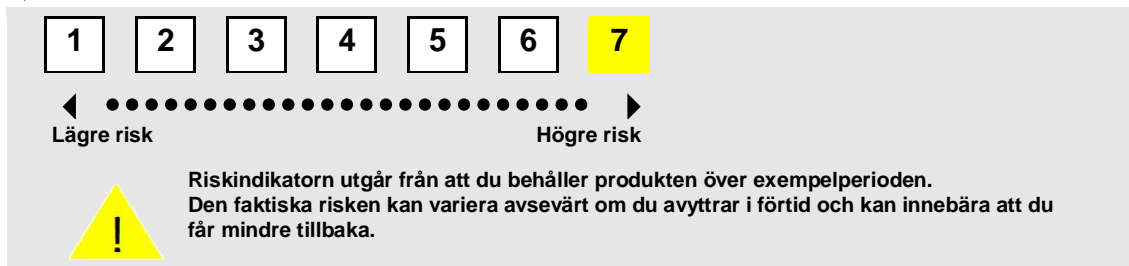 1 2 3 4 5 6 7
Lägre risk Högre risk
Riskindikatorn utgår från att du behåller produkten över exempelperioden.
Den faktiska risken kan variera avsevärt om du avyttrar i förtid och kan innebära att du
får mindre tillbaka.
!